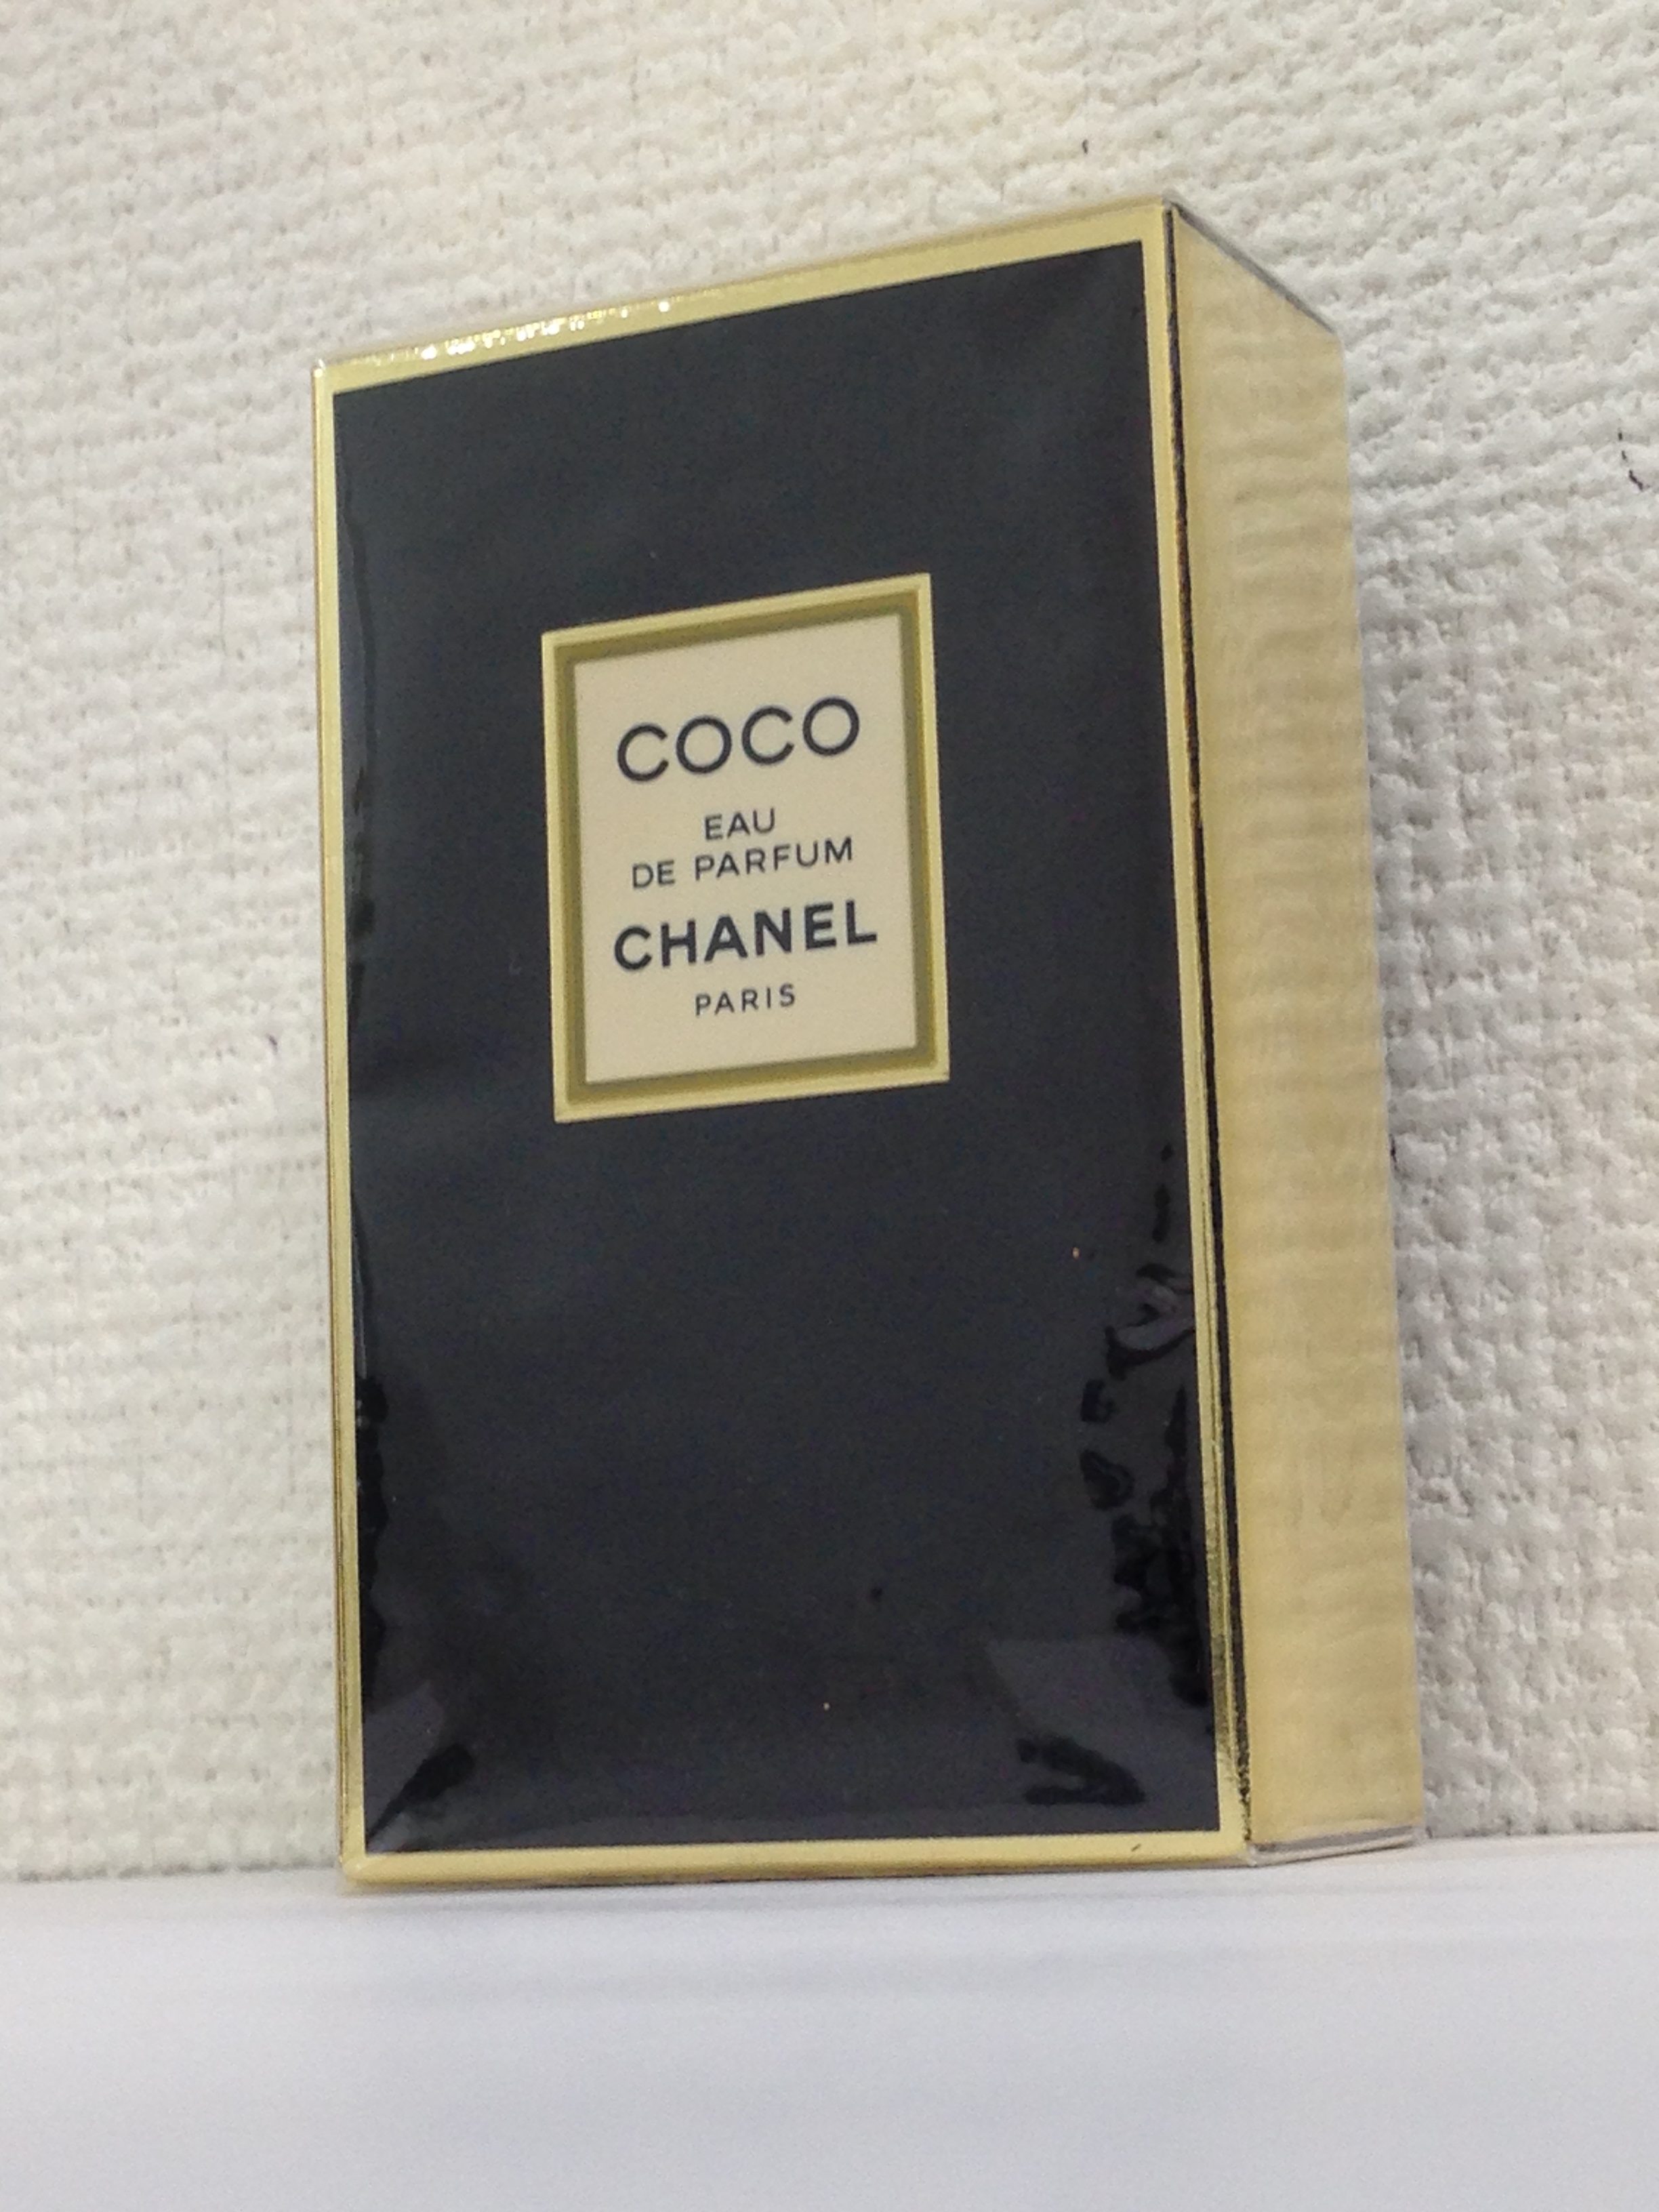 COCO
EAU
DE PARFUM
CHANEL
PARIS